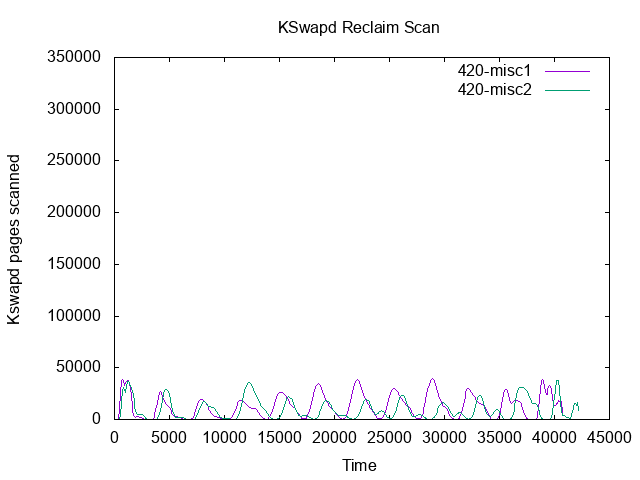 KSwapd Reclaim Scan
350000
300000
250000
200000
150000
100000
50000
0
Kswapd pages scanned
420-misc1
420-misc2
0 5000 10000 15000 20000 25000 30000 35000 40000 45000
Time